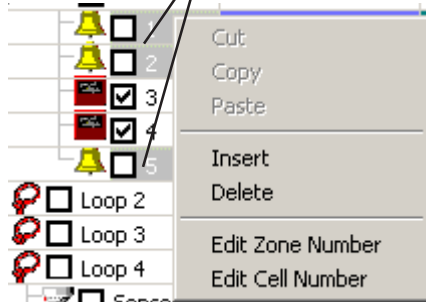 1
2
3
4
5
Loop 2
Loop 3
Loop 4
Cut
Copy
Paste
Insert
Delete
Edit Zone Number
Edit Cell Number